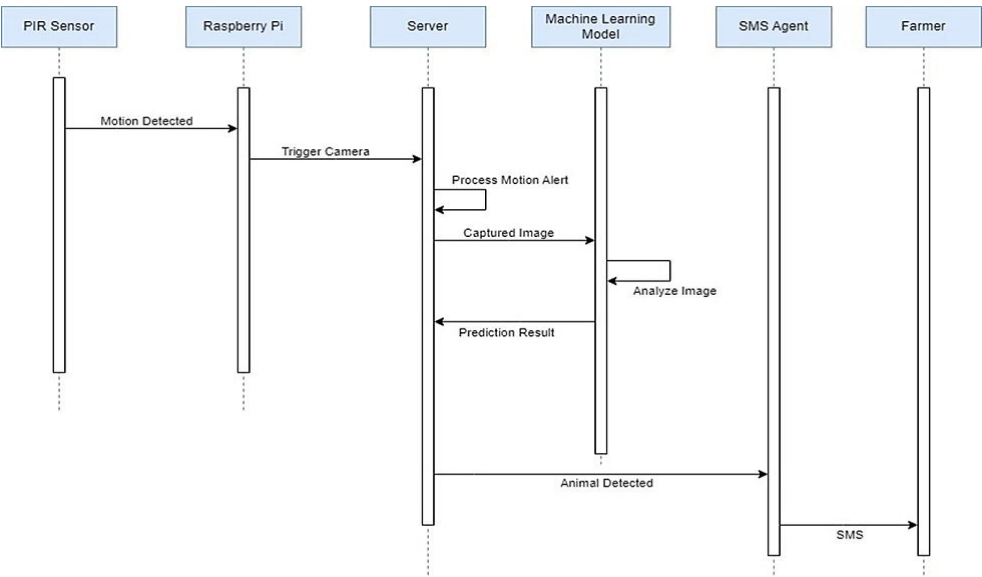 PIR Sensor
Raspberry Pi
Server
Machine Learning
Model
SMS Agent
Farmer
Motion Detected
Trigger Camera
Process Motion Alert
Captured Image
Analyze Image
Prediction Result
Animal Detected
SMS